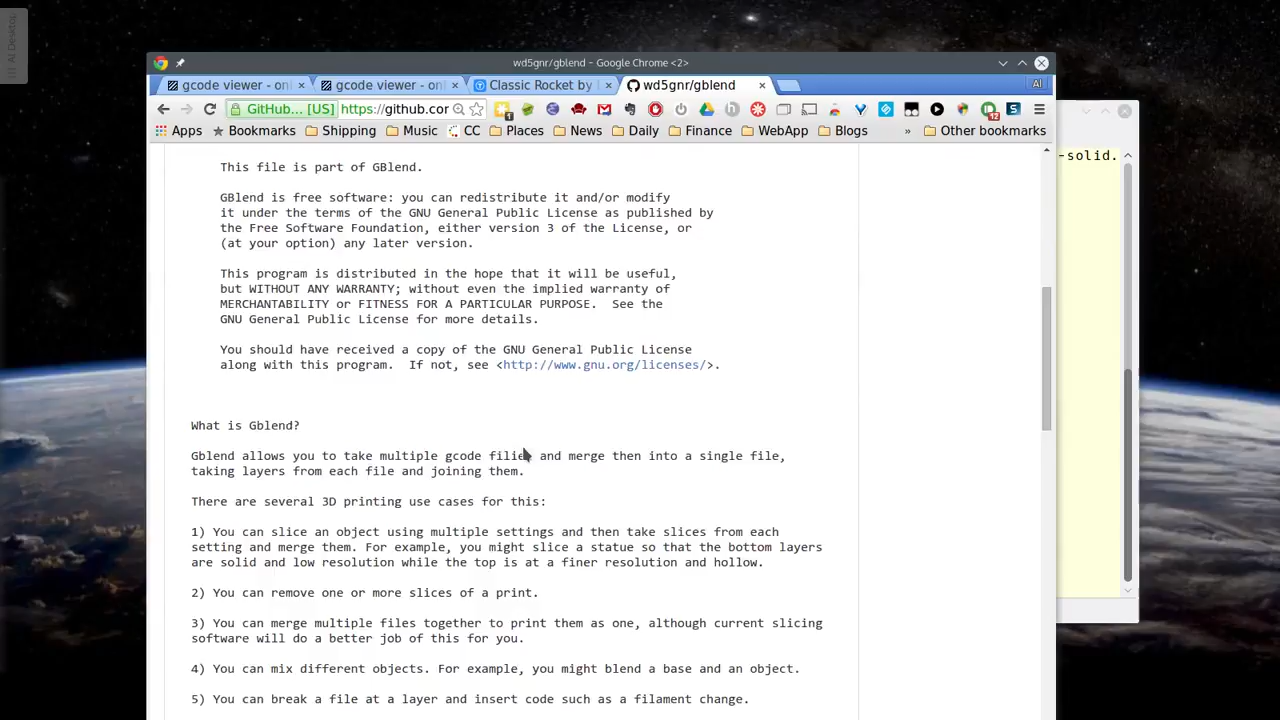 AI Desktop
wd5gnr/gblend - Google Chrome <2>
gcode viewer - onl
gcode viewer - onl
Classic Rocket by
wd5gnr/gblend
AI
GitHub... [US]
https://github.cor
1
12
S
Apps
Bookmarks
Shipping
Music
CC
Places
News
Daily
Finance
WebApp
Blogs
»
Other bookmarks
-solid.
This file is part of GBlend.
GBlend is free software: you can redistribute it and/or modify
it under the terms of the GNU General Public License as published by
the Free Software Foundation, either version 3 of the License, or
(at your option) any later version.
This program is distributed in the hope that it will be useful,
but WITHOUT ANY WARRANTY; without even the implied warranty of
MERCHANTABILITY or FITNESS FOR A PARTICULAR PURPOSE. See the
GNU General Public License for more details.
You should have received a copy of the GNU General Public License
along with this program. If not, see <http://www.gnu.org/licenses/>.
What is Gblend?
Gblend allows you to take multiple gcode filie and merge then into a single file,
taking layers from each file and joining them.
There are several 3D printing use cases for this:
1) You can slice an object using multiple settings and then take slices from each
setting and merge them. For example, you might slice a statue so that the bottom layers
are solid and low resolution while the top is at a finer resolution and hollow.
2) You can remove one or more slices of a print.
3) You can merge multiple files together to print them as one, although current slicing
software will do a better job of this for you.
4) You can mix different objects. For example, you might blend a base and an object.
5) You can break a file at a layer and insert code such as a filament change.